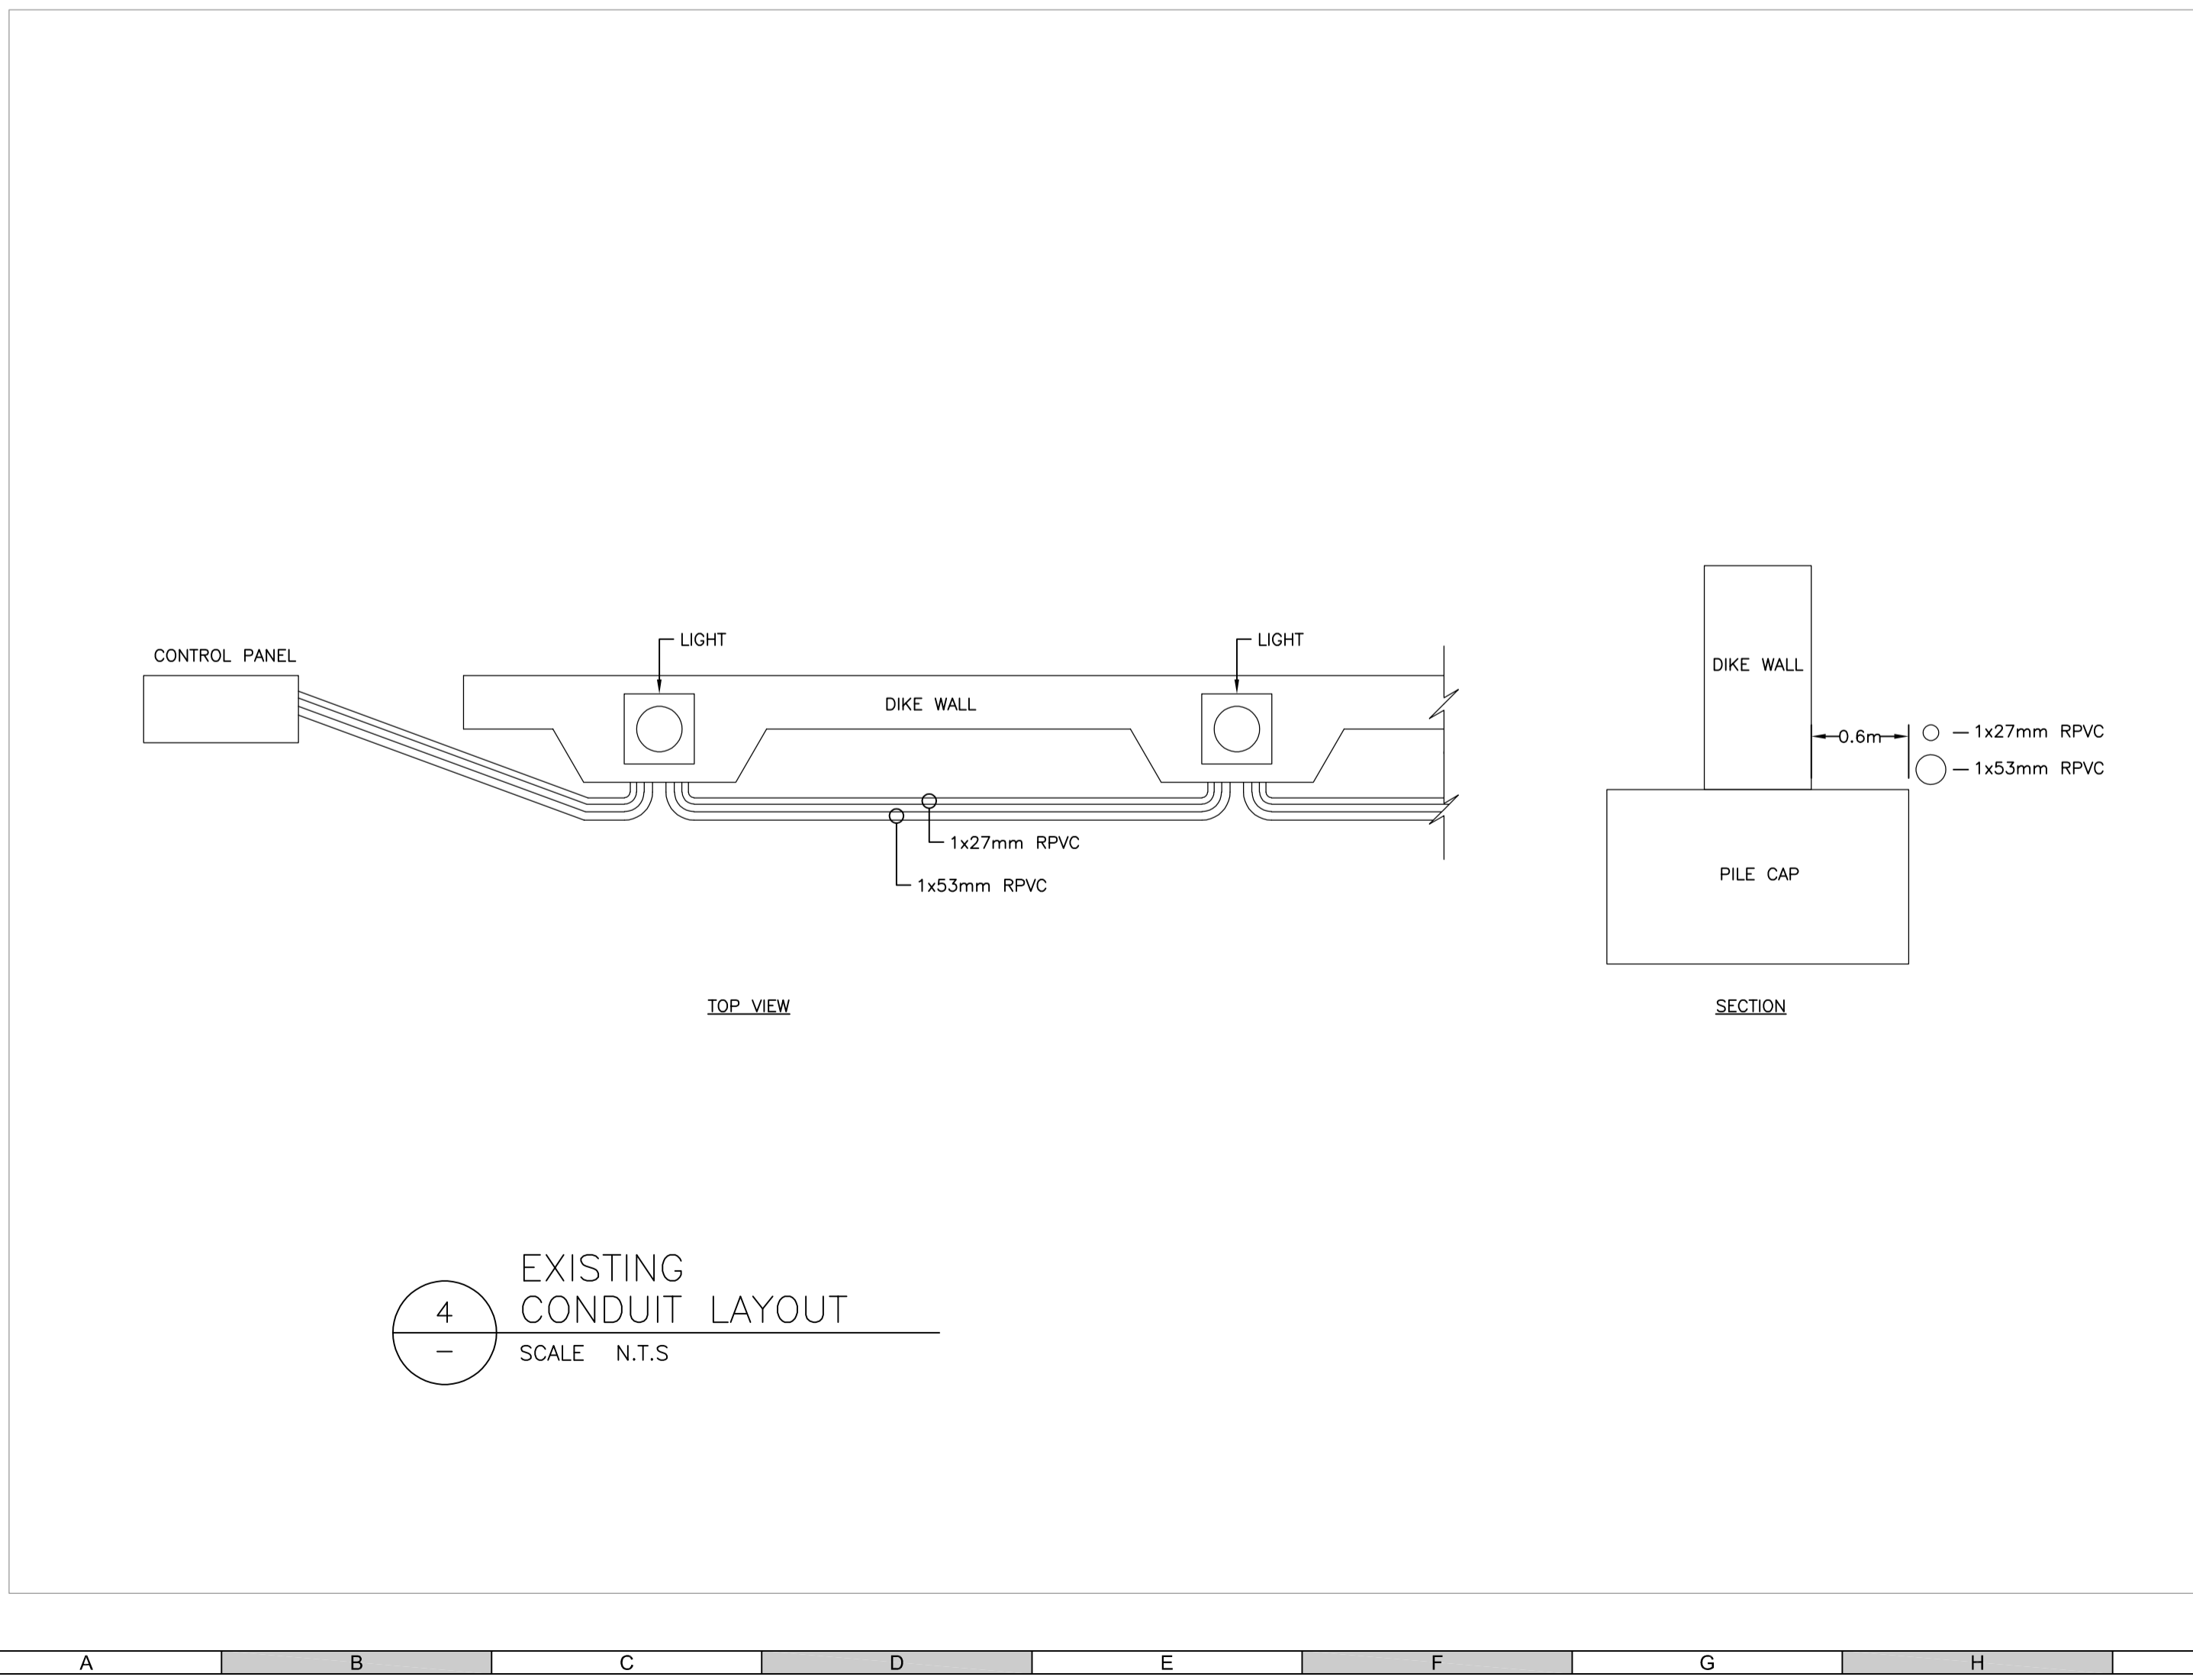 LIGHT
LIGHT
CONTROL PANEL
DIKE WALL
1x27mm RPVC
1x53mm RPVC
TOP VIEW
DIKE WALL
0.6m
1x27mm RPVC
1x53mm RPVC
PILE CAP
SECTION
4
–
EXISTING
CONDUIT LAYOUT
SCALE N.T.S
A B C D E F G H